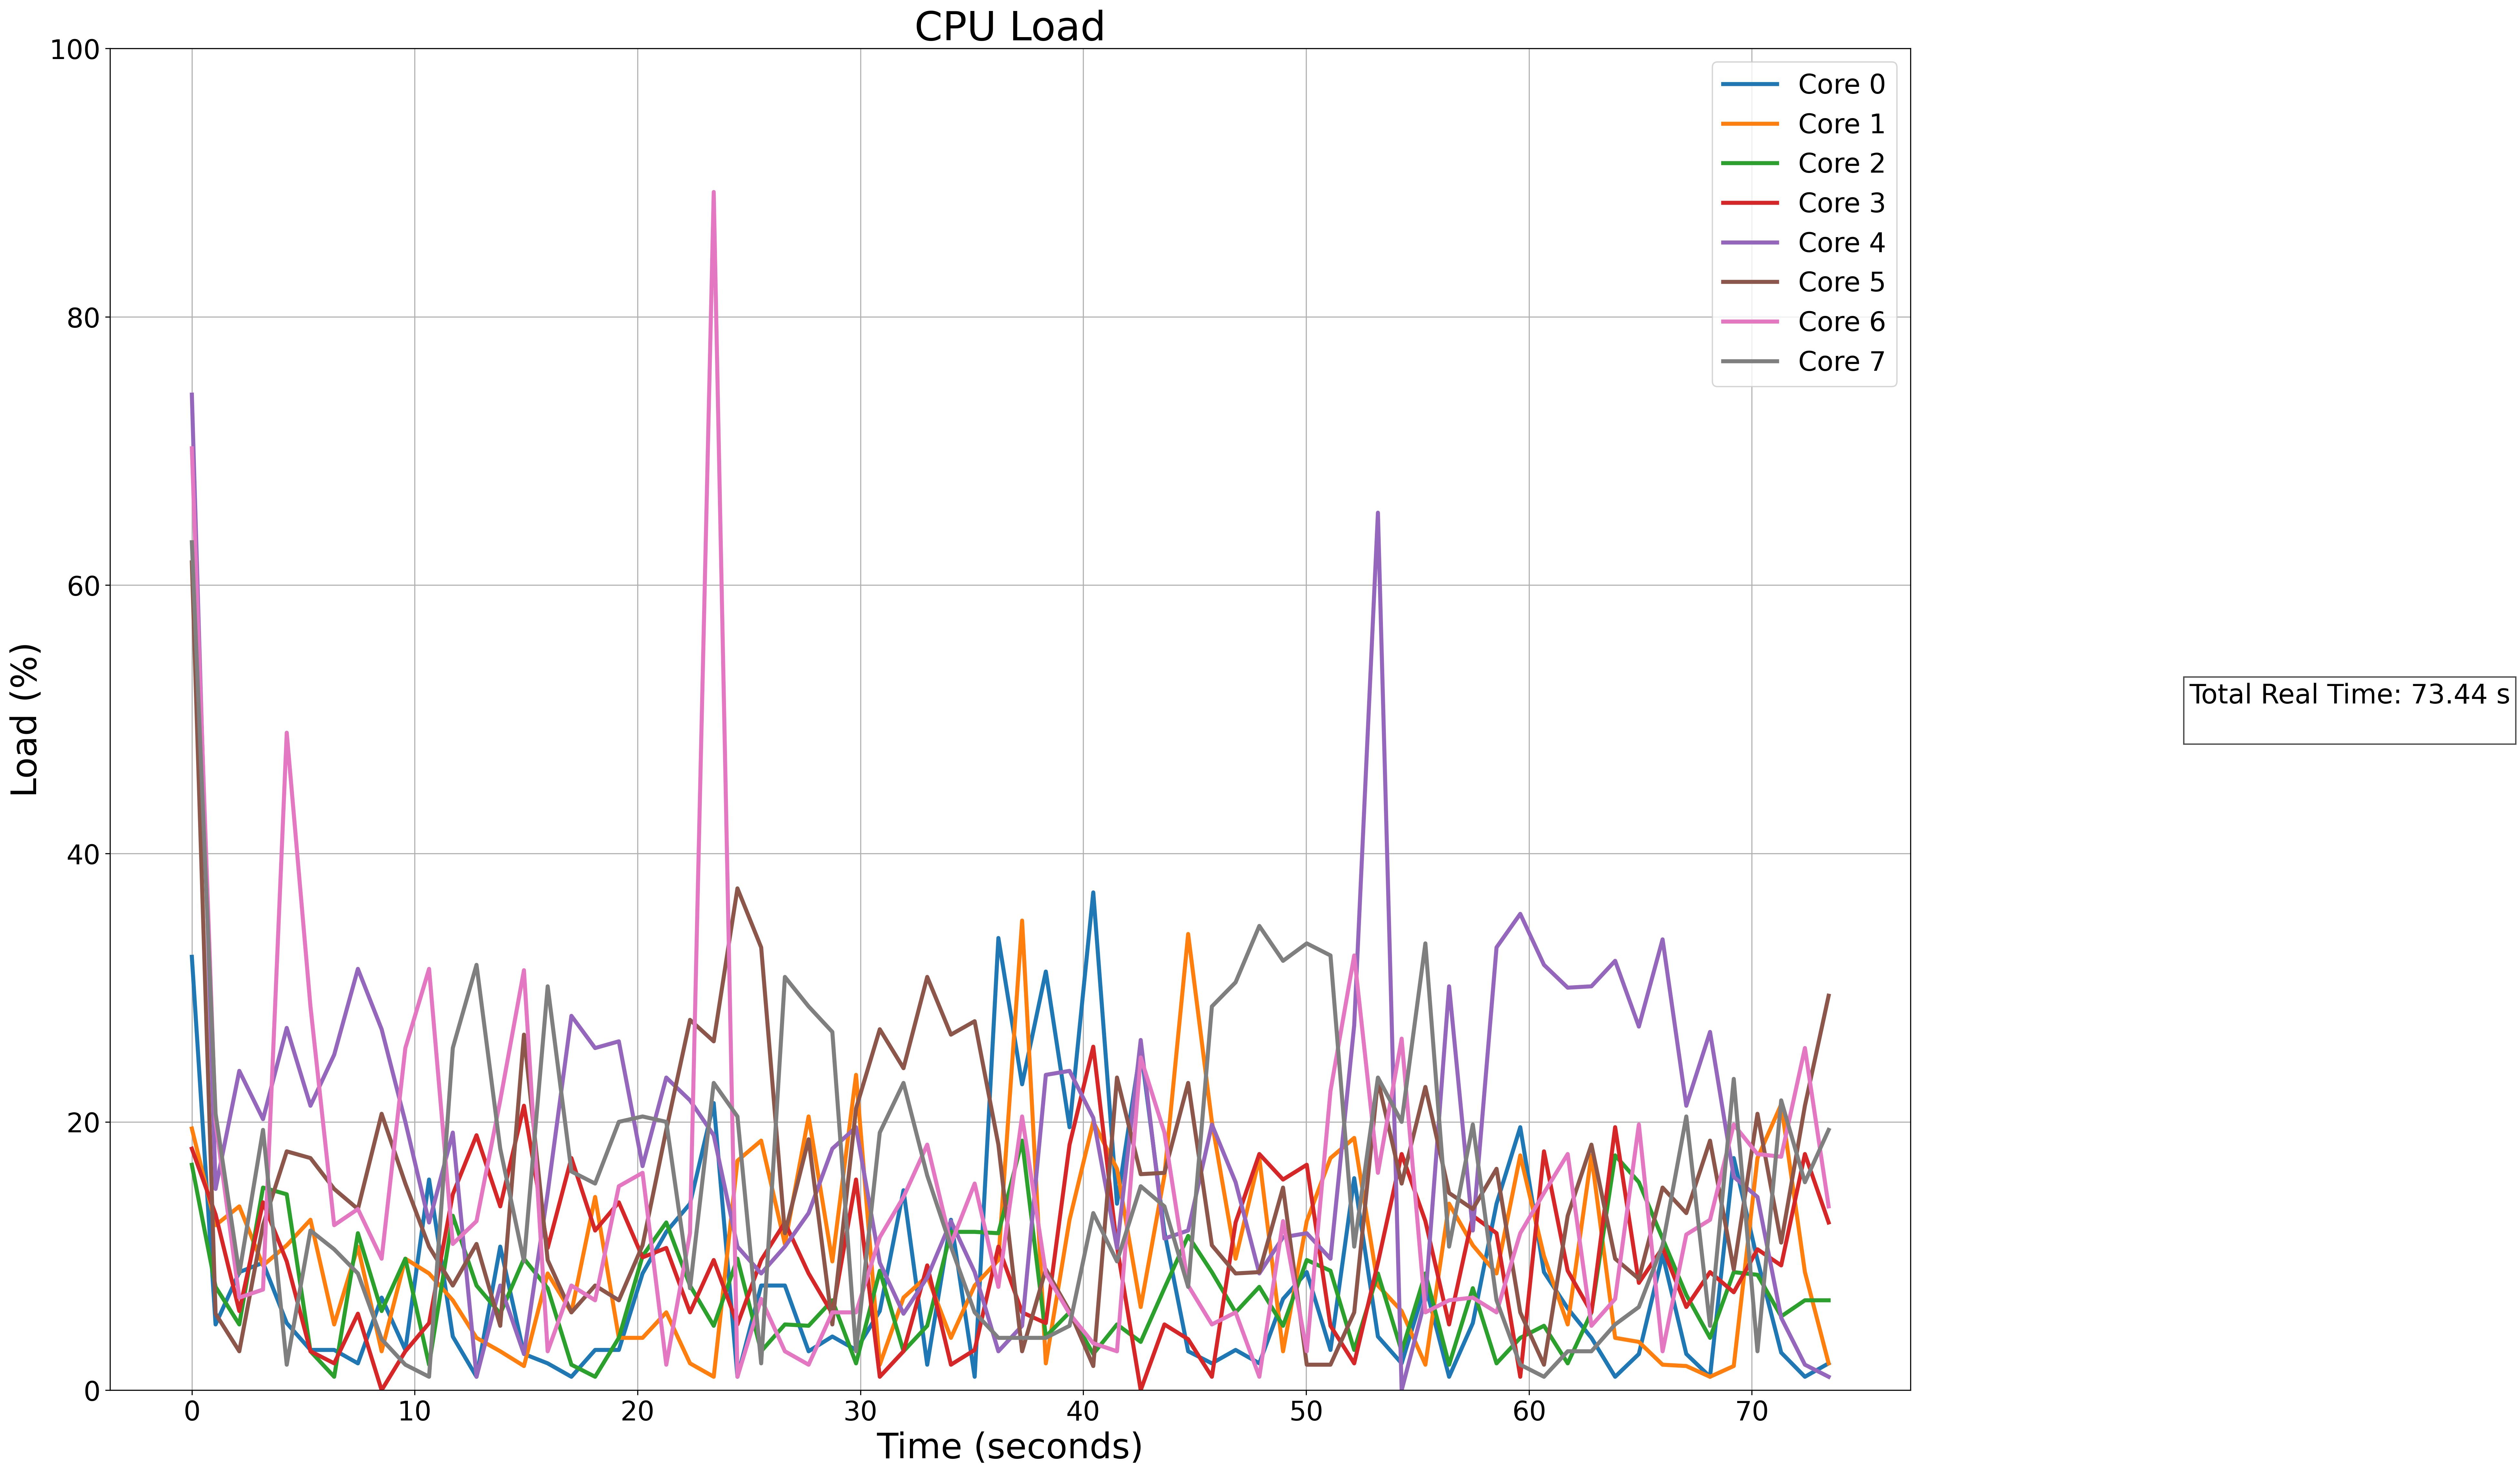 CPU Load
100
80
60
40
20
0
Load (%)
0 10 20 30 40 50 60 70
Time (seconds)
Core 0
Core 1
Core 2
Core 3
Core 4
Core 5
Core 6
Core 7
Total Real Time: 73.44 s